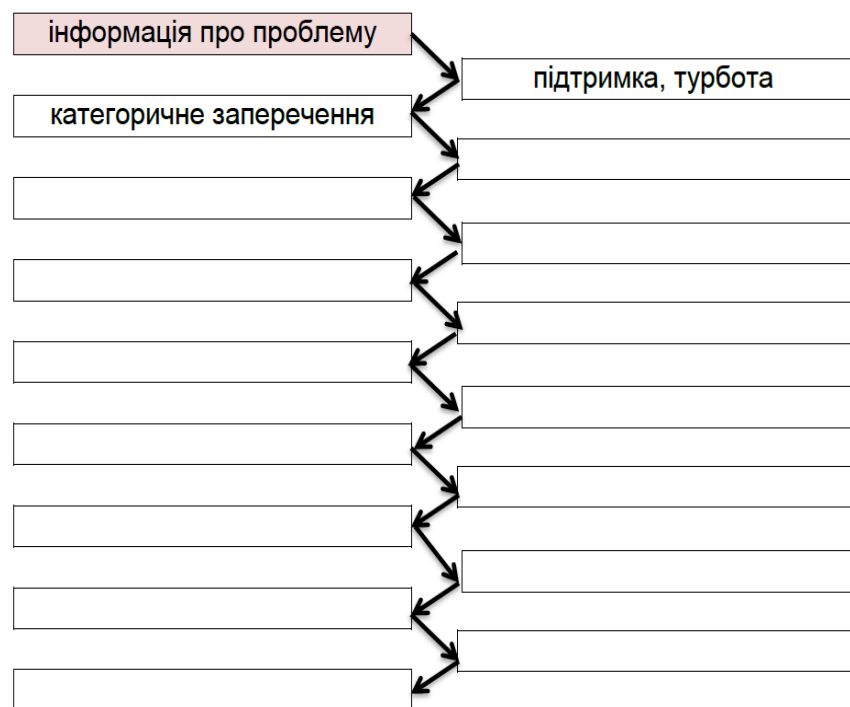 інформація про проблему
підтримка, турбота
категоричне заперечення